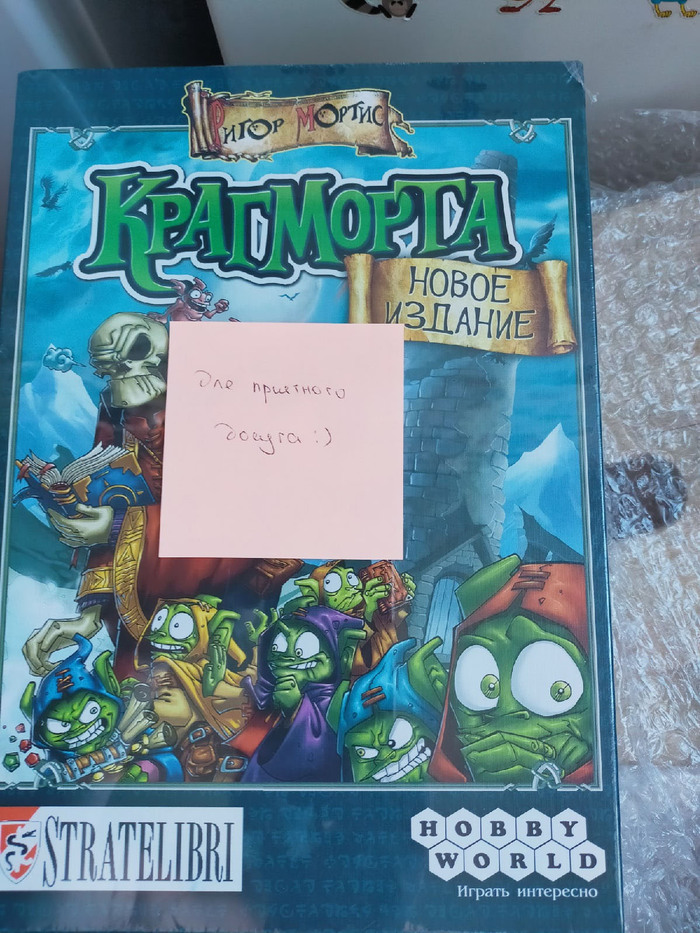 Ригор Мортис
КРАГМОРТА
НОВОЕ
ИЗДАНИЕ
Для приятного
досуга :)
STRATELIBRI
HOBBY
WORLD
Играть интересно